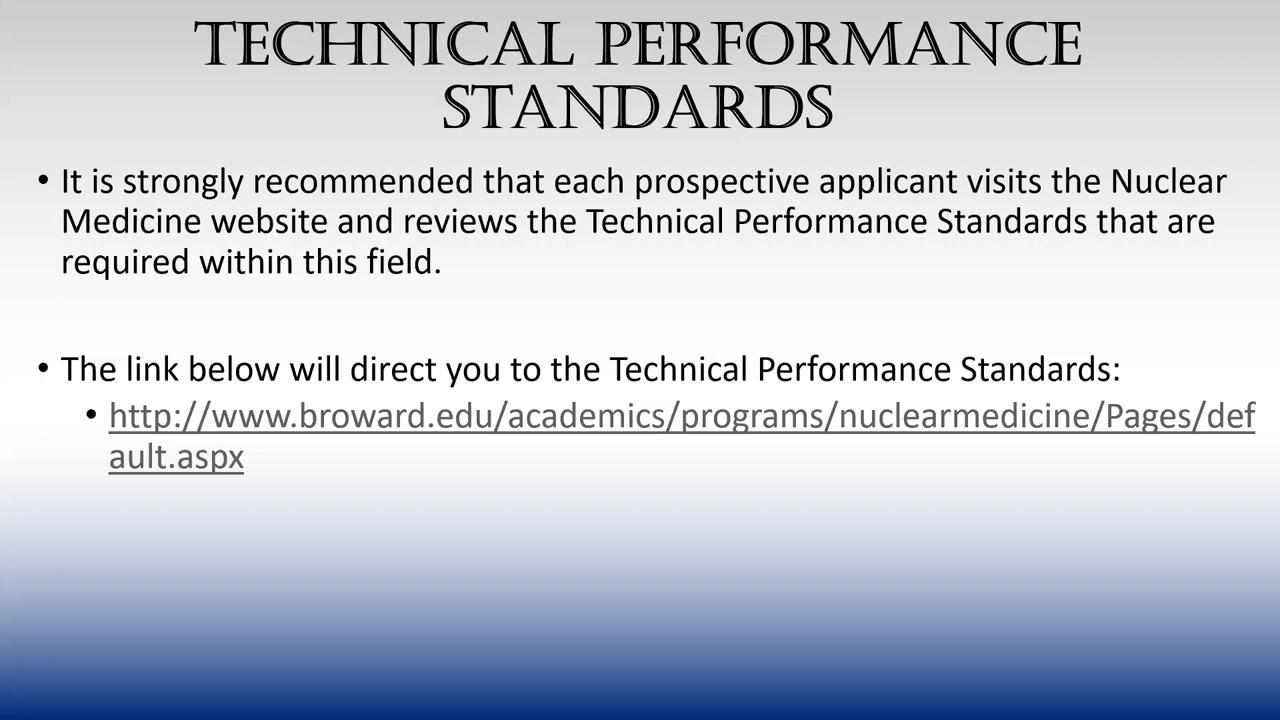 TECHNICAL PERFORMANCE
STANDARDS
• It is strongly recommended that each prospective applicant visits the Nuclear
Medicine website and reviews the Technical Performance Standards that are
required within this field.
• The link below will direct you to the Technical Performance Standards:
• http://www.broward.edu/academics/programs/nuclearmedicine/Pages/def
ault.aspx